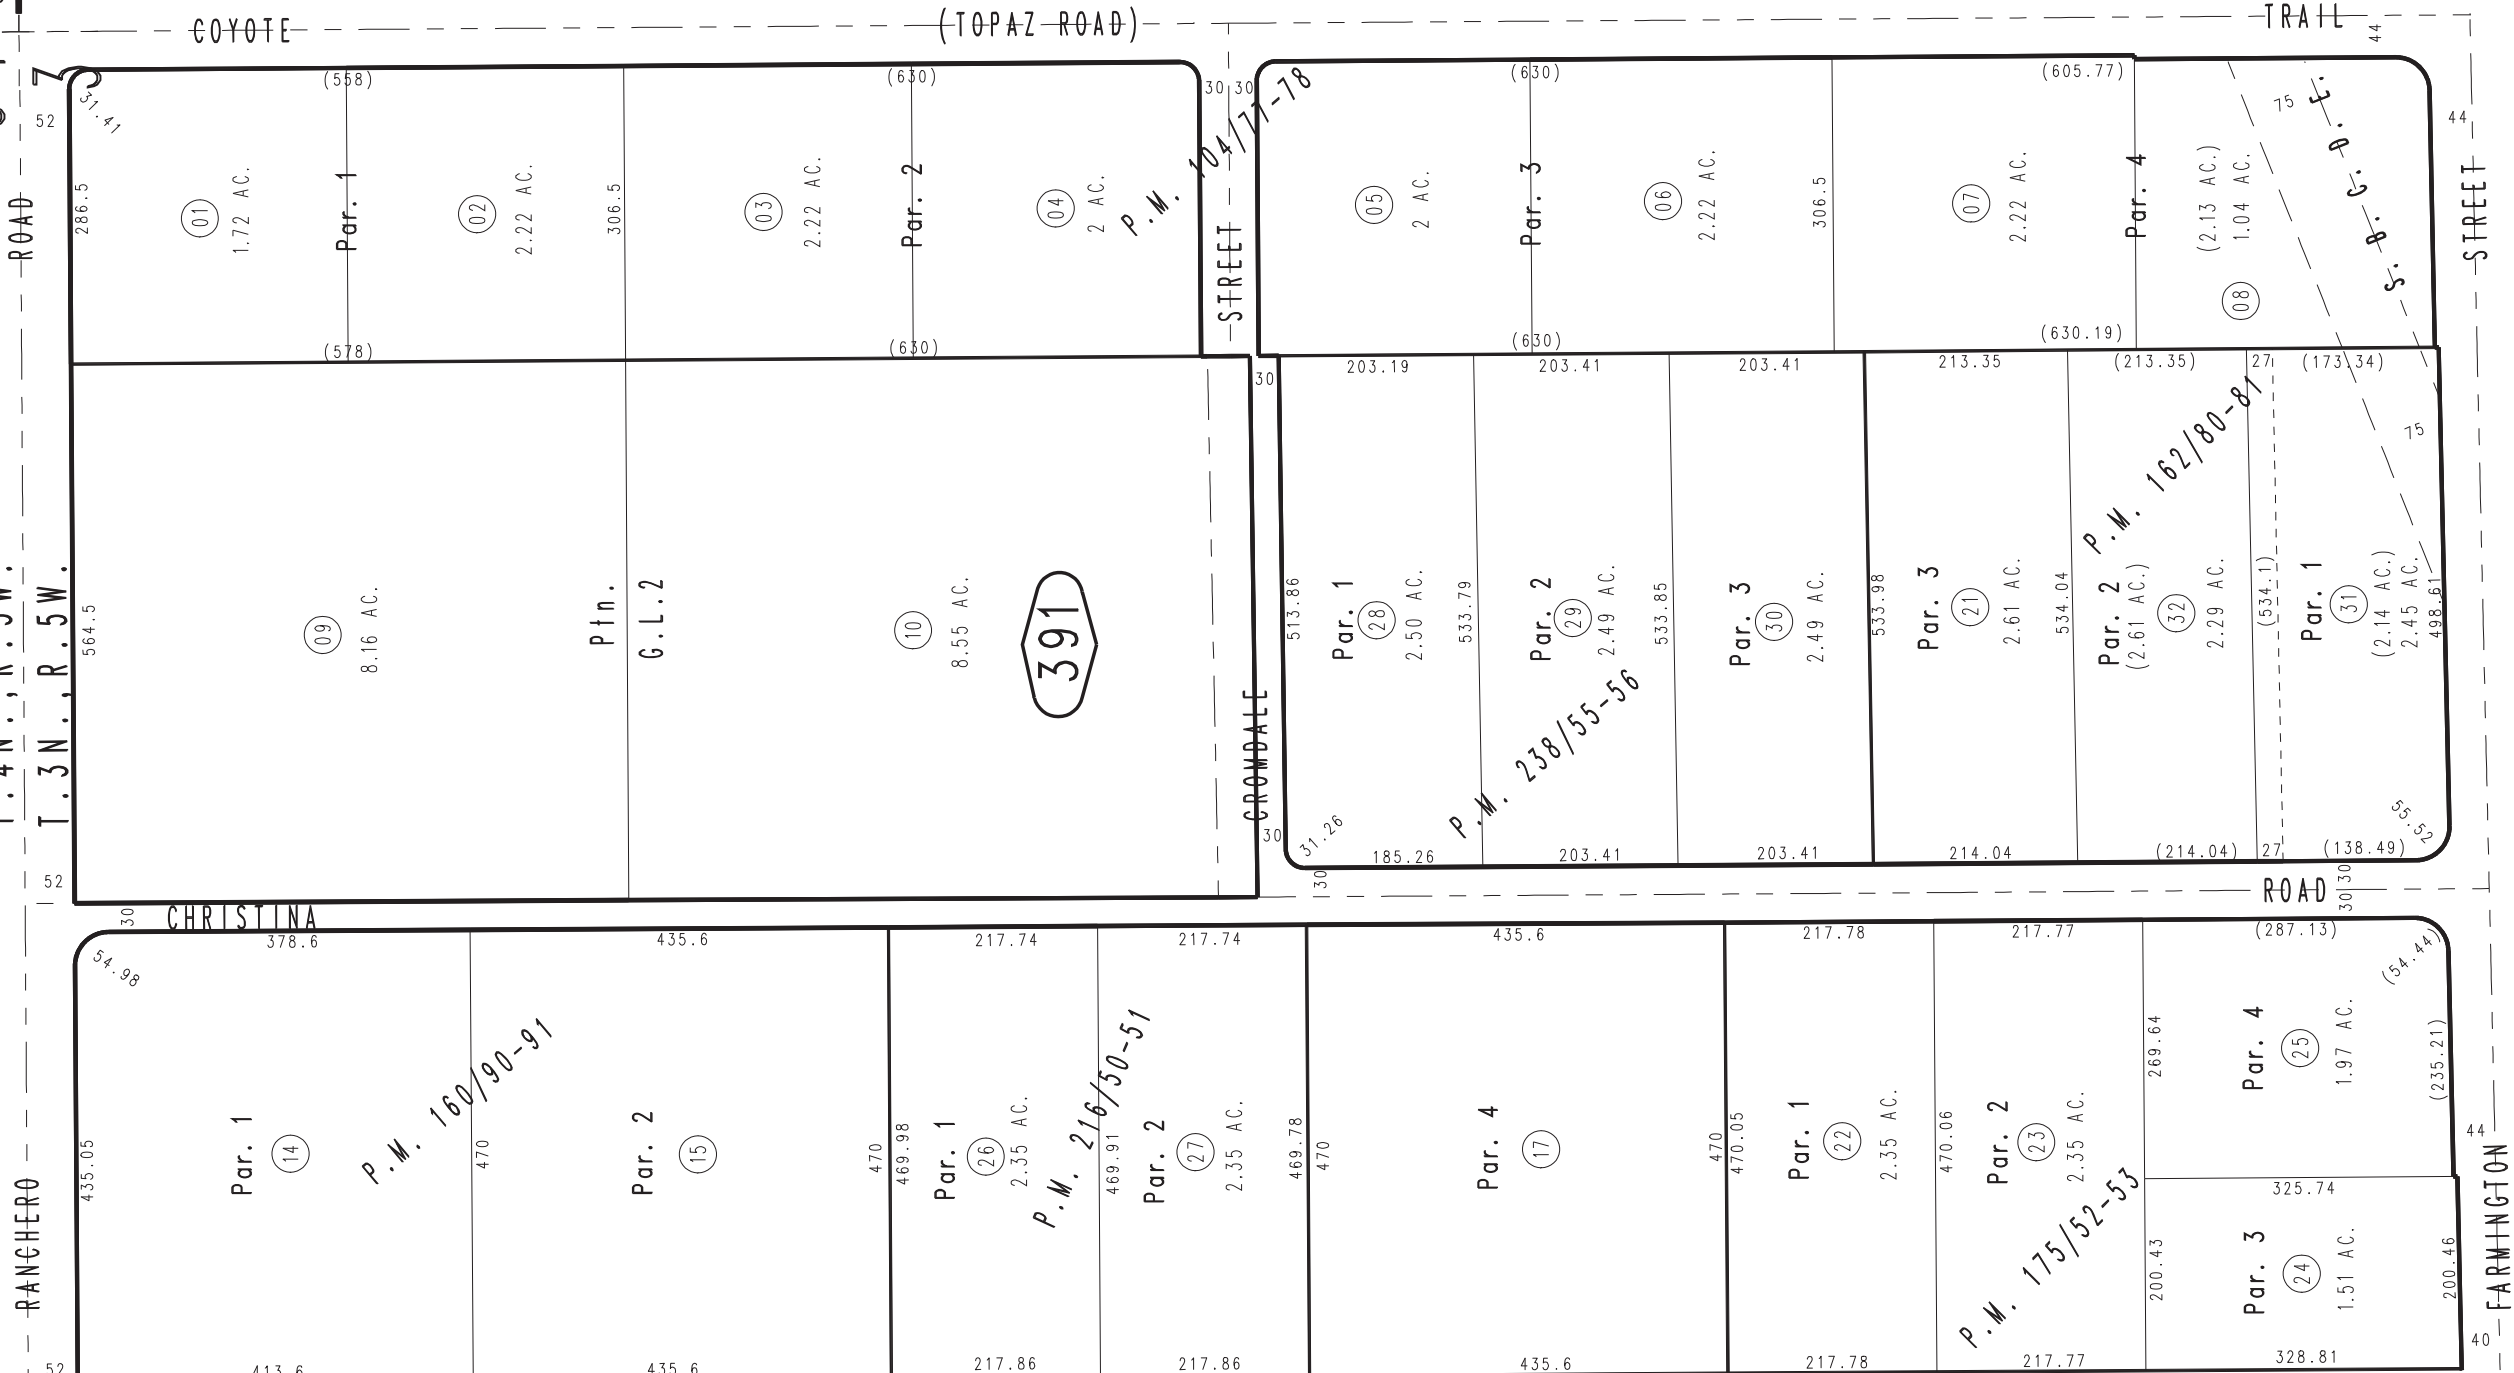 COYOTE
(TOPAZ ROAD)
TRAIL
44
(558)
(630)
30
30
(630)
(605.77)
31.41
52
ROAD
286.5
01
1.72 AC.
Par. 1
02
2.22 AC.
306.5
03
2.22 AC.
Par. 2
04
2 AC.
P.M. 104/77-78
STREET
05
2 AC.
Par. 3
06
2.22 AC.
306.5
07
2.22 AC.
Par. 4
(2.13 AC.)
1.04 AC.
08
75
S. B. C. D. E.
44
STREET
(578)
(630)
(630)
(630.19)
30
203.19
203.41
203.41
213.35
(213.35)
27
(173.34)
75
T.3N.,R.5W.
564.5
09
8.16 AC.
Ptn.
G.L.2
10
8.55 AC.
391
CROMDALE
513.86
Par. 1
28
2.50 AC.
533.79
Par. 2
29
2.49 AC.
533.85
Par. 3
30
2.49 AC.
533.98
Par. 3
21
2.61 AC.
534.04
Par. 2
(2.61 AC.)
32
2.29 AC.
(534.1)
Par. 1
31
(2.14 AC.)
2.45 AC.
498.61
P.M. 238/55-56
P.M. 162/80-81
30
31.26
185.26
203.41
203.41
214.04
(214.04)
27
(138.49)
55.52
52
30
CHRISTINA
30
ROAD
30
30
378.6
435.6
217.74
217.74
435.6
217.78
217.77
(287.13)
54.98
(54.44)
RANCHERO
435.05
Par. 1
14
P.M. 160/90-91
470
Par. 2
15
470
469.98
Par. 1
26
2.35 AC.
P.M. 216/50-51
469.91
Par. 2
27
2.35 AC.
469.78
470
Par. 4
17
470
470.05
Par. 1
22
2.35 AC.
470.06
Par. 2
23
2.35 AC.
P.M. 175/52-53
269.64
Par. 4
25
1.97 AC.
(235.21)
44
325.74
200.43
Par. 3
24
1.51 AC.
200.46
FARMINGTON
40
52
413.6
435.6
217.86
217.86
435.6
217.78
217.77
328.81